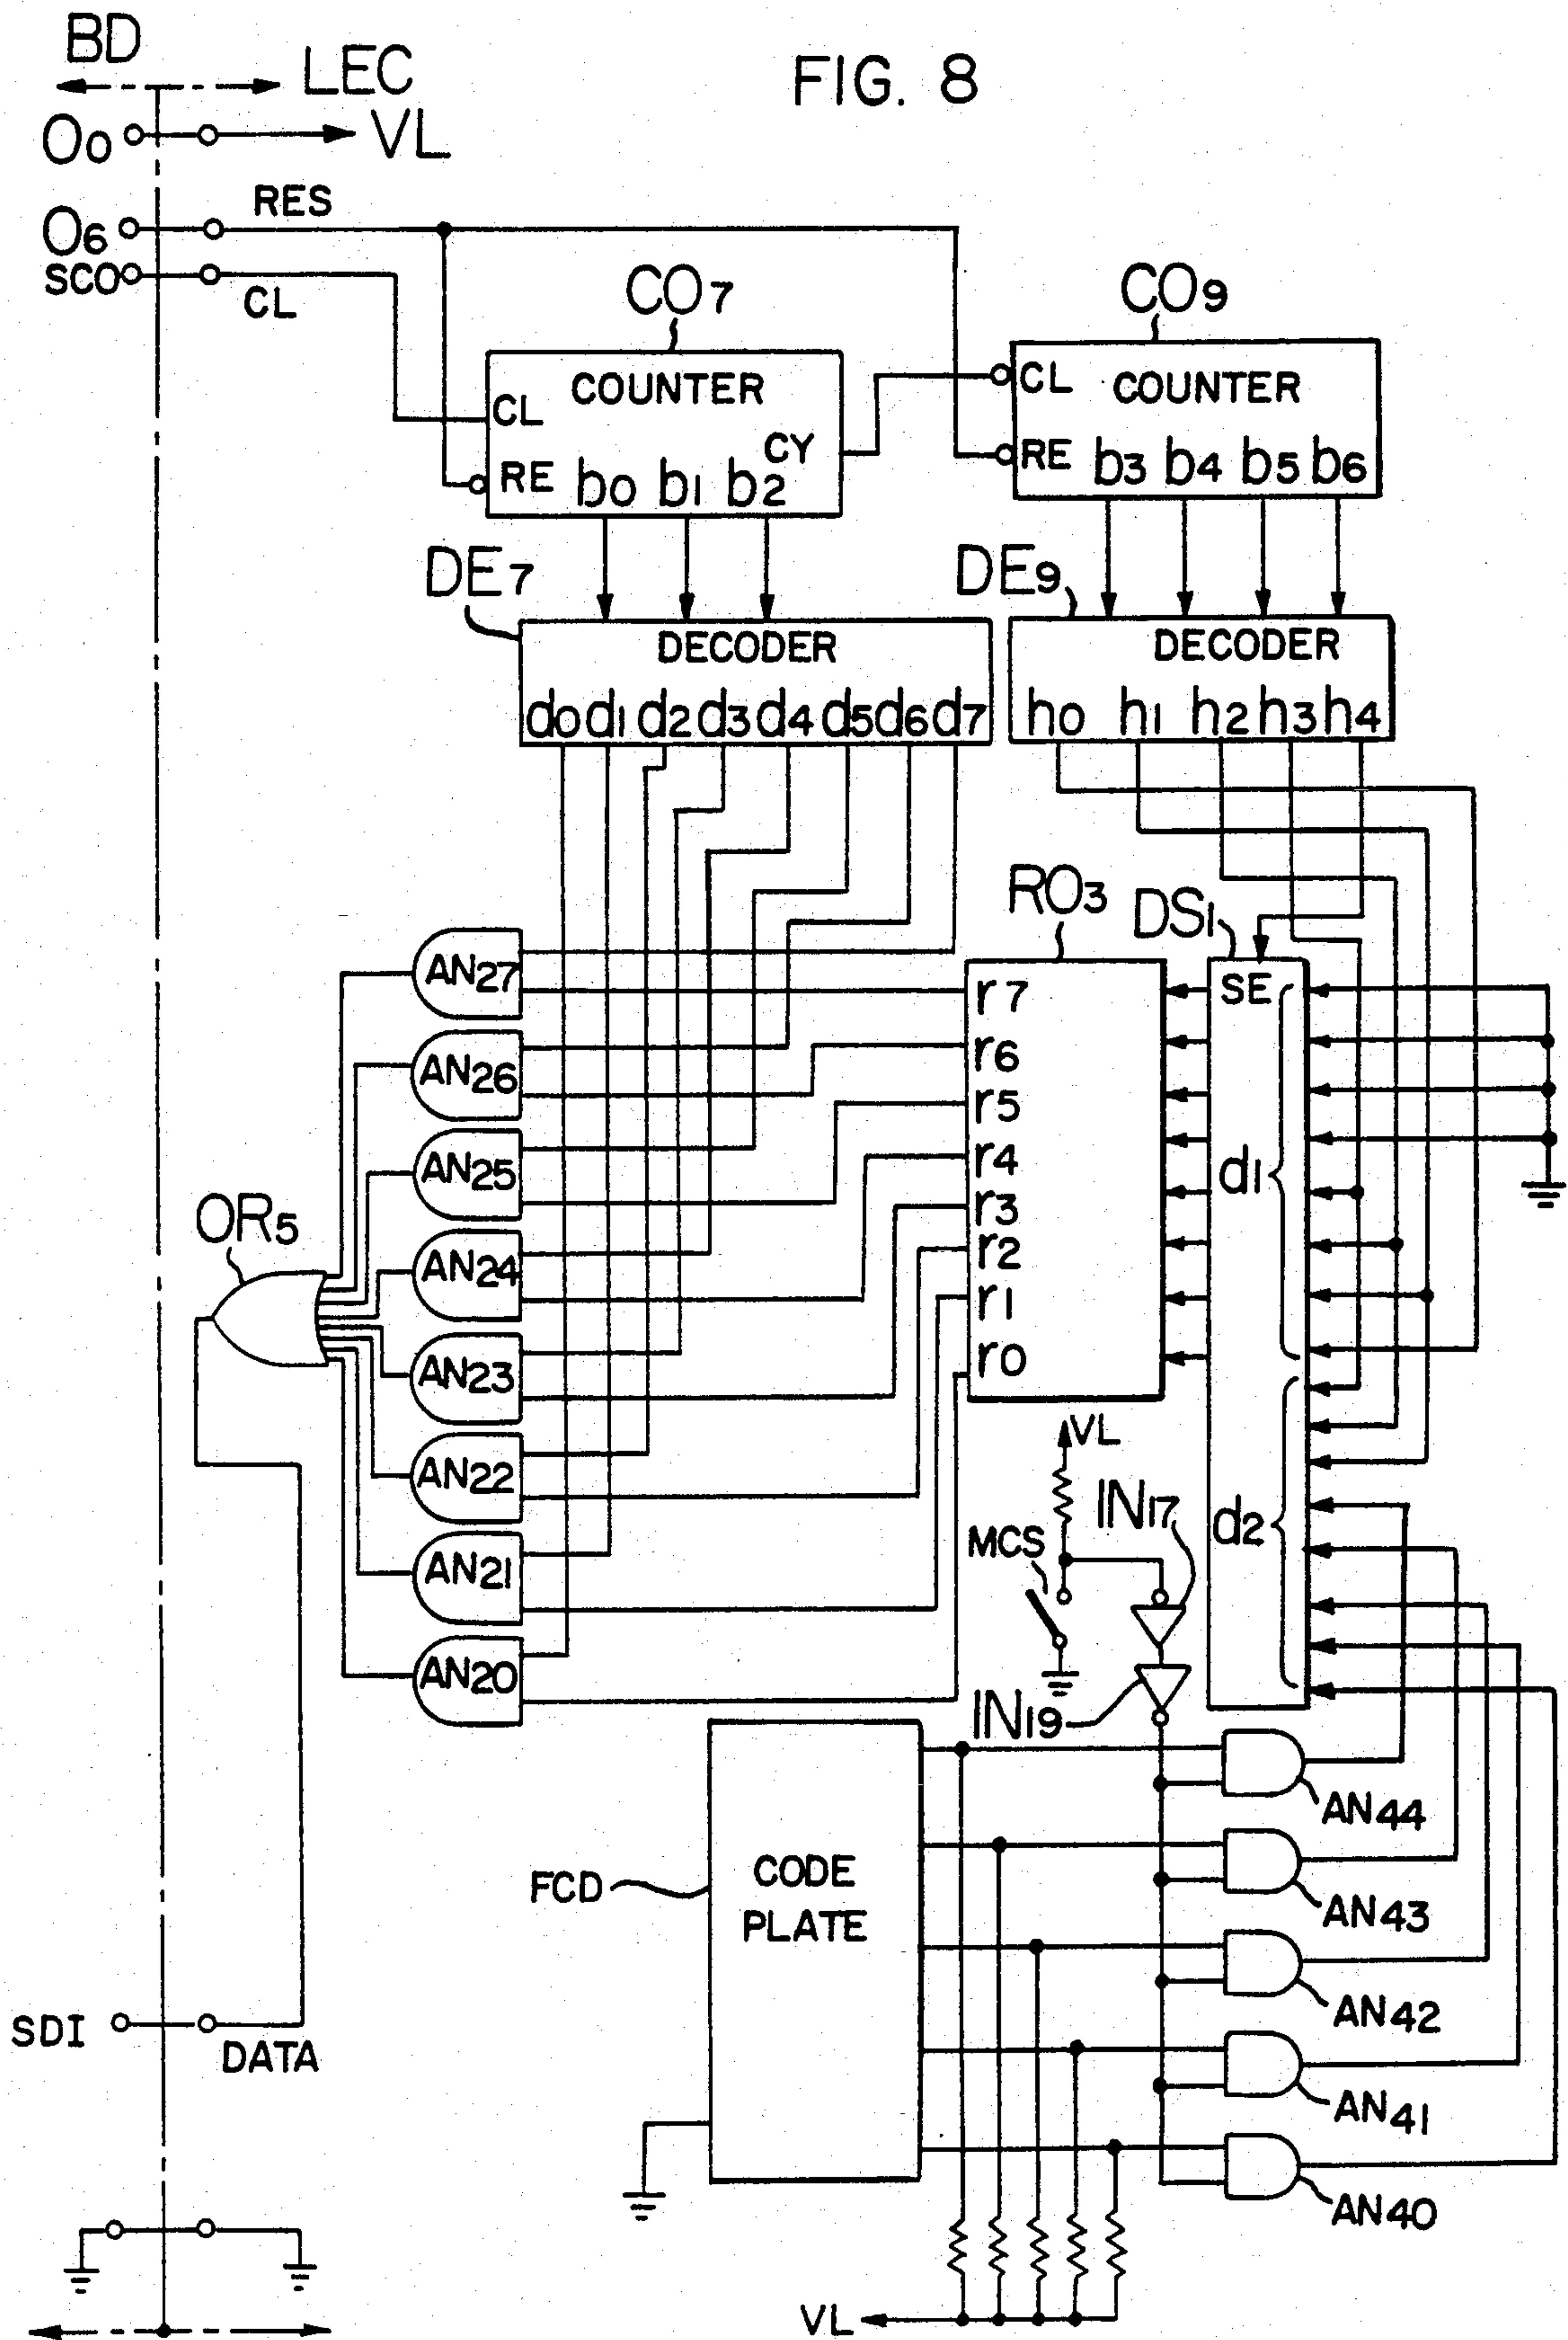 FIG. 8
BD
LEC
O0
VL
O6
RES
SCO
CL
CO7
CO9
COUNTER
CL
CY
RE b0 b1 b2
CL COUNTER
RE b3 b4 b5 b6
DE7
DE9
DECODER
d0 d1 d2 d3 d4 d5 d6 d7
DECODER
h0 h1 h2 h3 h4
RO3
DS1
AN27
AN26
AN25
AN24
AN23
AN22
AN21
AN20
OR5
r7
r6
r5
r4
r3
r2
r1
r0
SE
d1
d2
VL
MCS
IN17
IN19
FCD
CODE
PLATE
AN44
AN43
AN42
AN41
AN40
SDI
DATA
VL